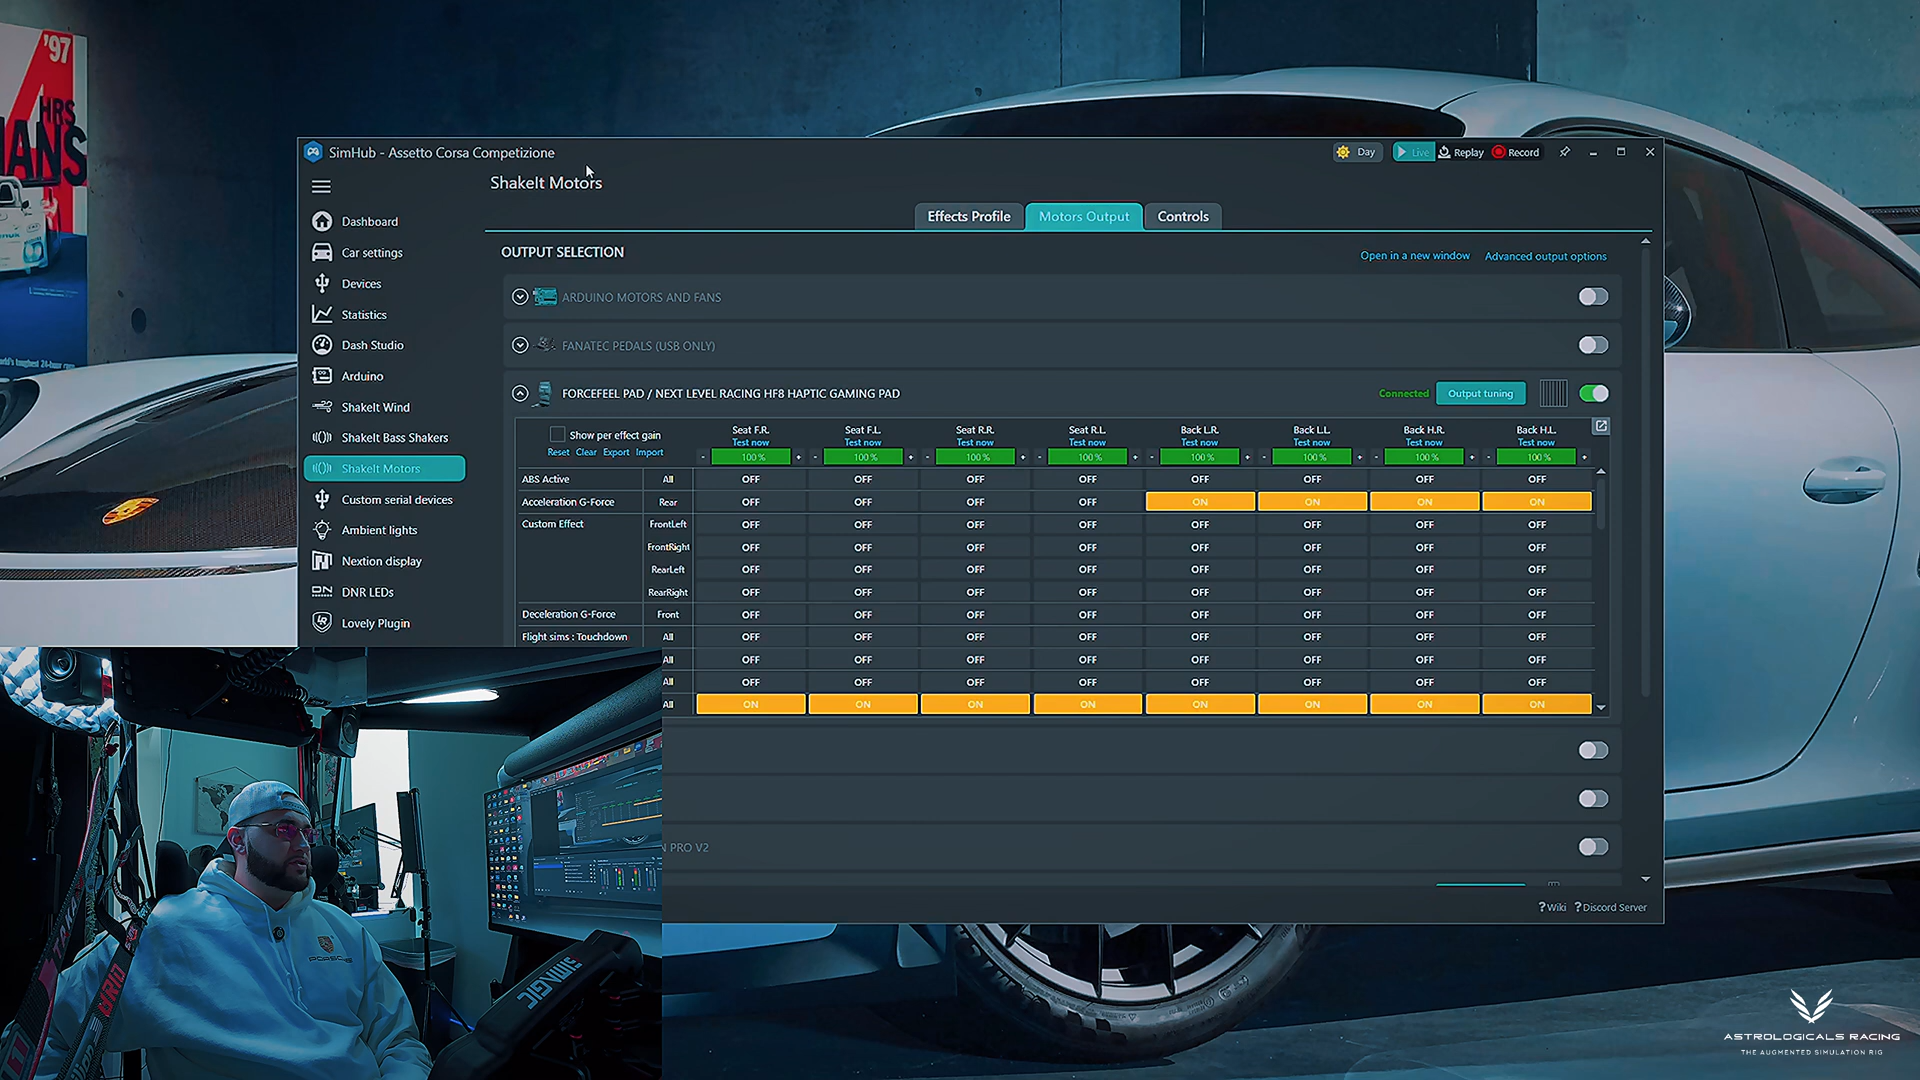 '97
HRS
SimHub - Assetto Corsa Competizione
Day
Live
Replay
Record
ShakeIt Motors
Dashboard
Car settings
Devices
Statistics
Dash Studio
Arduino
ShakeIt Wind
ShakeIt Bass Shakers
ShakeIt Motors
Custom serial devices
Ambient lights
Nextion display
DNR LEDs
Lovely Plugin
Effects Profile
Motors Output
Controls
OUTPUT SELECTION
Open in a new window
Advanced output options
ARDUINO MOTORS AND FANS
FANATEC PEDALS (USB ONLY)
FORCEFEEL PAD / NEXT LEVEL RACING HF8 HAPTIC GAMING PAD
Connected
Output tuning
Show per effect gain
Reset Clear Export Import
Seat F.R. Seat F.L. Seat R.R. Seat R.L. Back L.R. Back L.L. Back H.R. Back H.L.
Test now Test now Test now Test now Test now Test now Test now Test now
- 100 % + - 100 % + - 100 % + - 100 % + - 100 % + - 100 % + - 100 % + - 100 % +
ABS Active All OFF OFF OFF OFF OFF OFF OFF OFF
Acceleration G-Force Rear OFF OFF OFF OFF ON ON ON ON
Custom Effect FrontLeft OFF OFF OFF OFF OFF OFF OFF OFF
FrontRight OFF OFF OFF OFF OFF OFF OFF OFF
RearLeft OFF OFF OFF OFF OFF OFF OFF OFF
RearRight OFF OFF OFF OFF OFF OFF OFF OFF
Deceleration G-Force Front OFF OFF OFF OFF OFF OFF OFF OFF
Flight sims : Touchdown All OFF OFF OFF OFF OFF OFF OFF OFF
All OFF OFF OFF OFF OFF OFF OFF OFF
All OFF OFF OFF OFF OFF OFF OFF OFF
All ON ON ON ON ON ON ON ON
N PRO V2
? Wiki ? Discord Server
PORSCHE
SIMAGIC
ASTROLOGICALS RACING
THE AUGMENTED SIMULATION RIG